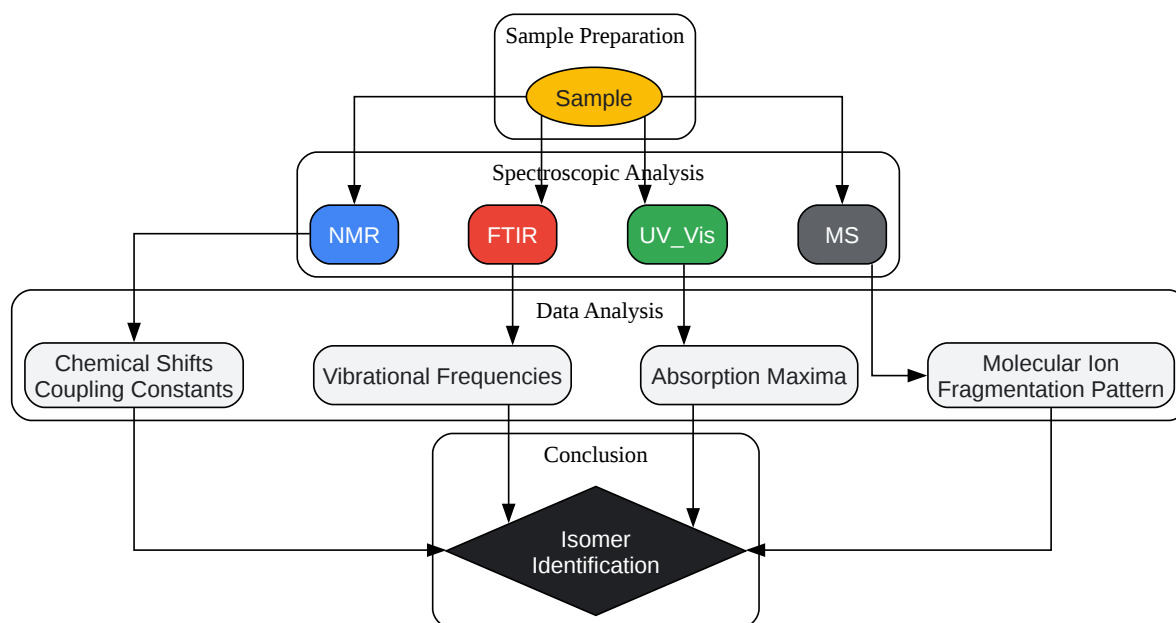 Sample Preparation
Sample
Spectroscopic Analysis
NMR
FTIR
UV_Vis
MS
Data Analysis
Chemical Shifts
Coupling Constants
Vibrational Frequencies
Absorption Maxima
Molecular Ion
Fragmentation Pattern
Conclusion
Isomer
Identification